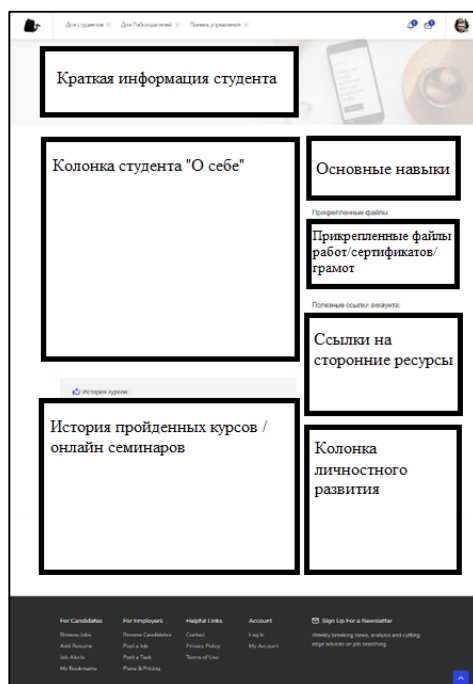 Для студентов Для Работодателей Панель управления
Краткая информация студента
Колонка студента "О себе"
Основные навыки
Прикрепленные файлы
Прикрепленные файлы
работ/сертификатов/
грамот
Полезные ссылки аккаунта:
Ссылки на
сторонние ресурсы
История курсов
История пройденных курсов /
онлайн семинаров
Колонка
личностного
развития
For Candidates For Employers Helpful Links Account Sign Up For a Newsletter
Browse Jobs Browse Candidates Contact Log In Weekly breaking news, analysis and cutting
Add Resume Post a Job Privacy Policy My Account edge advices on job searching.
Job Alerts Post a Task Terms of Use
My Bookmarks Plans & Pricing